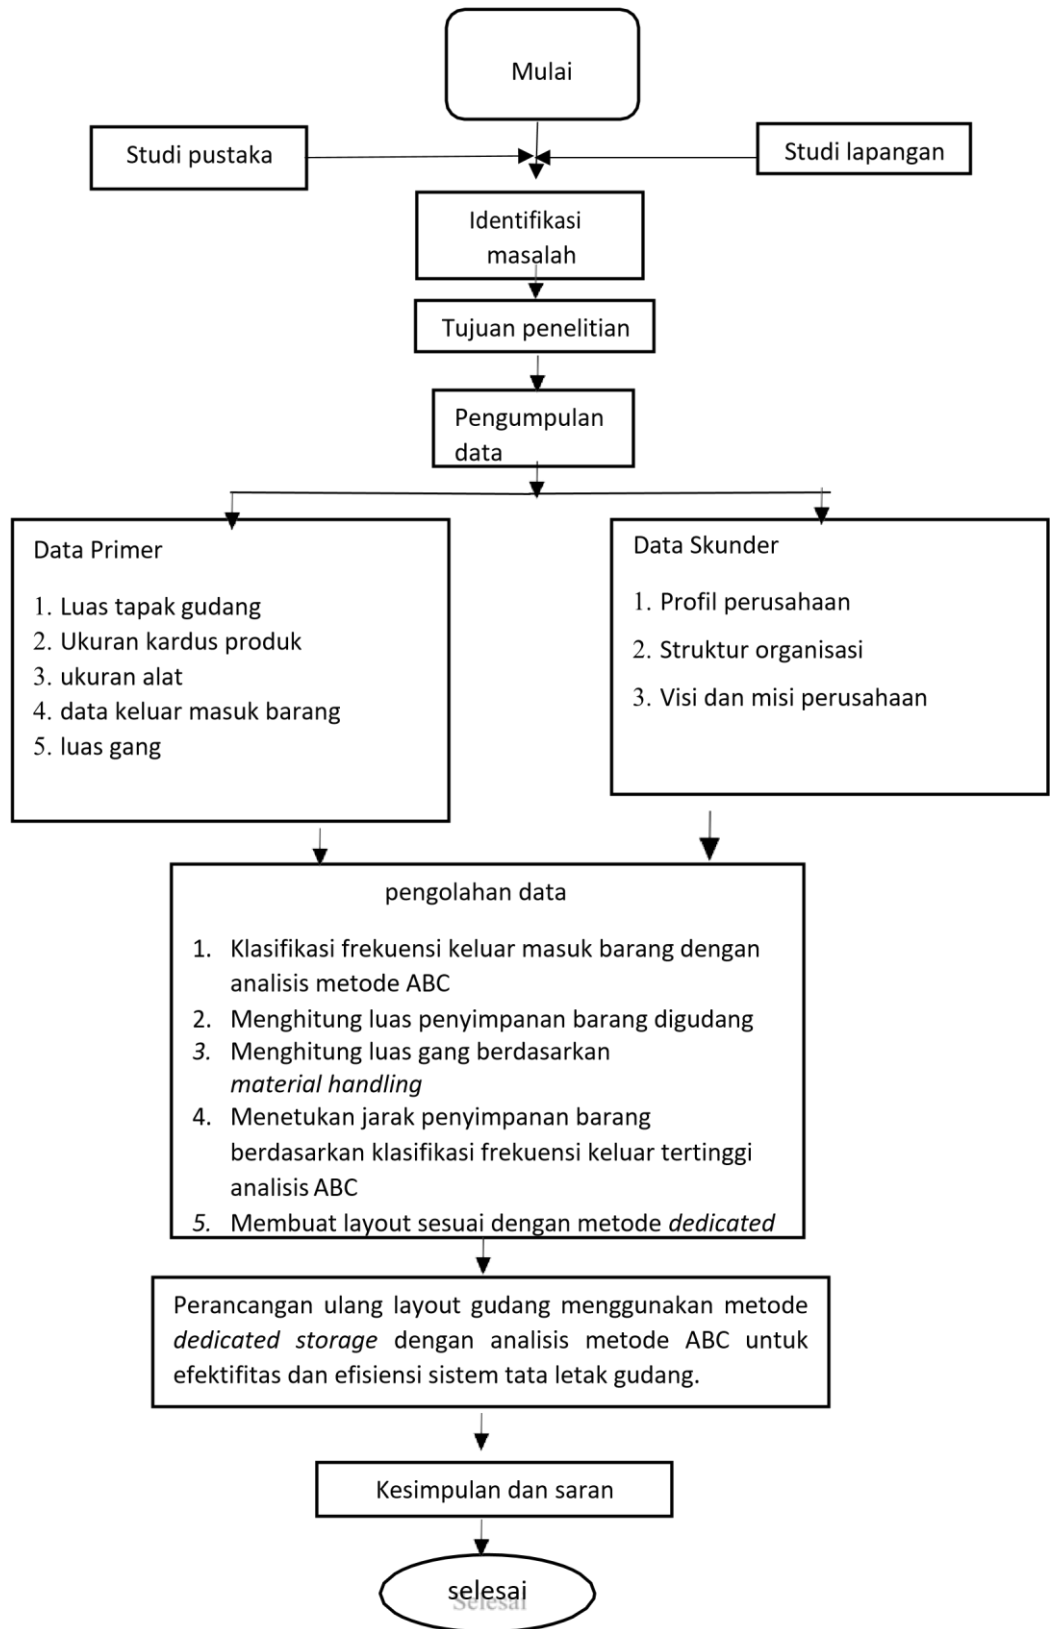 Mulai
Studi pustaka
Studi lapangan
Identifikasi
masalah
Tujuan penelitian
Pengumpulan
data
Data Primer
1. Luas tapak gudang
2. Ukuran kardus produk
3. ukuran alat
4. data keluar masuk barang
5. luas gang
Data Skunder
1. Profil perusahaan
2. Struktur organisasi
3. Visi dan misi perusahaan
pengolahan data
1. Klasifikasi frekuensi keluar masuk barang dengan
analisis metode ABC
2. Menghitung luas penyimpanan barang digudang
3. Menghitung luas gang berdasarkan
material handling
4. Menetukan jarak penyimpanan barang
berdasarkan klasifikasi frekuensi keluar tertinggi
analisis ABC
5. Membuat layout sesuai dengan metode dedicated
Perancangan ulang layout gudang menggunakan metode
dedicated storage dengan analisis metode ABC untuk
efektifitas dan efisiensi sistem tata letak gudang.
Kesimpulan dan saran
selesai
Selesai